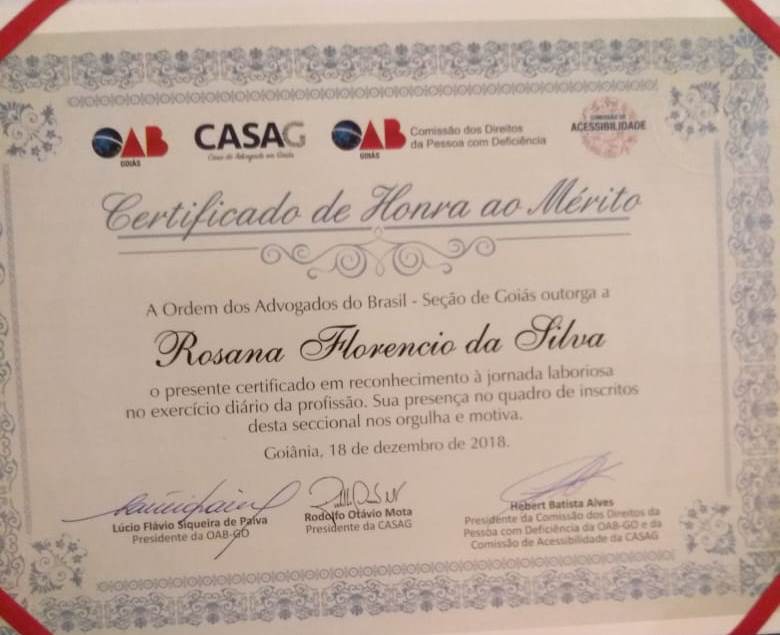 OAB
GOIÁS
CASAG
Caixa de Assistência
OAB
GOIÁS
Comissão dos Direitos
da Pessoa com Deficiência
COMISSÃO DE
ACESSIBILIDADE
Certificado de Honra ao Mérito
A Ordem dos Advogados do Brasil - Seção de Goiás outorga a
Rosana Florencio da Silva
o presente certificado em reconhecimento à jornada laboriosa
no exercício diário da profissão. Sua presença no quadro de inscritos
desta seccional nos orgulha e motiva.
Goiânia, 18 de dezembro de 2018.
Lúcio Flávio Siqueira de Paiva
Presidente da OAB-GO
Rodolfo Otávio Mota
Presidente da CASAG
Hebert Batista Alves
Presidente da Comissão dos Direitos da
Pessoa com Deficiência da OAB-GO e da
Comissão de Acessibilidade da CASAG